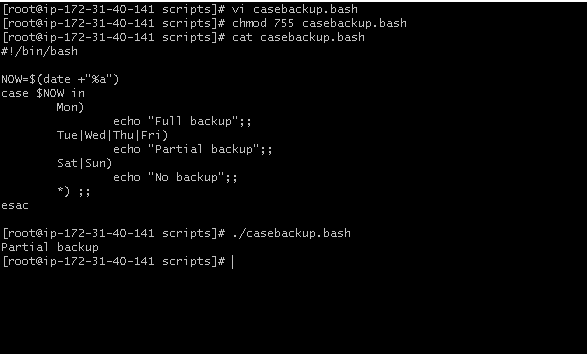 [root@ip-172-31-40-141 scripts]# vi casebackup.bash
[root@ip-172-31-40-141 scripts]# chmod 755 casebackup.bash
[root@ip-172-31-40-141 scripts]# cat casebackup.bash
#!/bin/bash

NOW=$(date +"%a")
case $NOW in
        Mon)
                echo "Full backup";;
        Tue|Wed|Thu|Fri)
                echo "Partial backup";;
        Sat|Sun)
                echo "No backup";;
        *) ;;
esac

[root@ip-172-31-40-141 scripts]# ./casebackup.bash
Partial backup
[root@ip-172-31-40-141 scripts]#